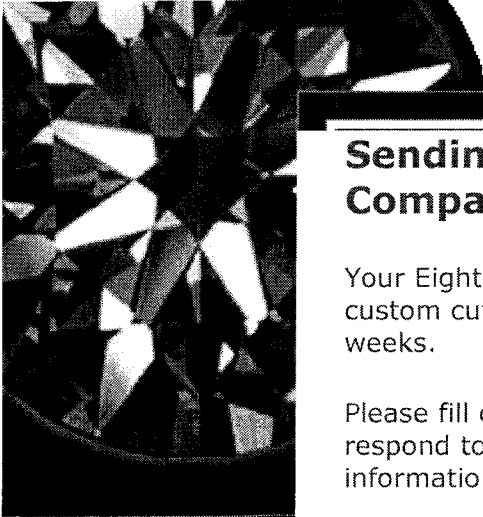 Sendin
Compa
Your Eight
custom cu
weeks.
Please fill
respond to
informatio